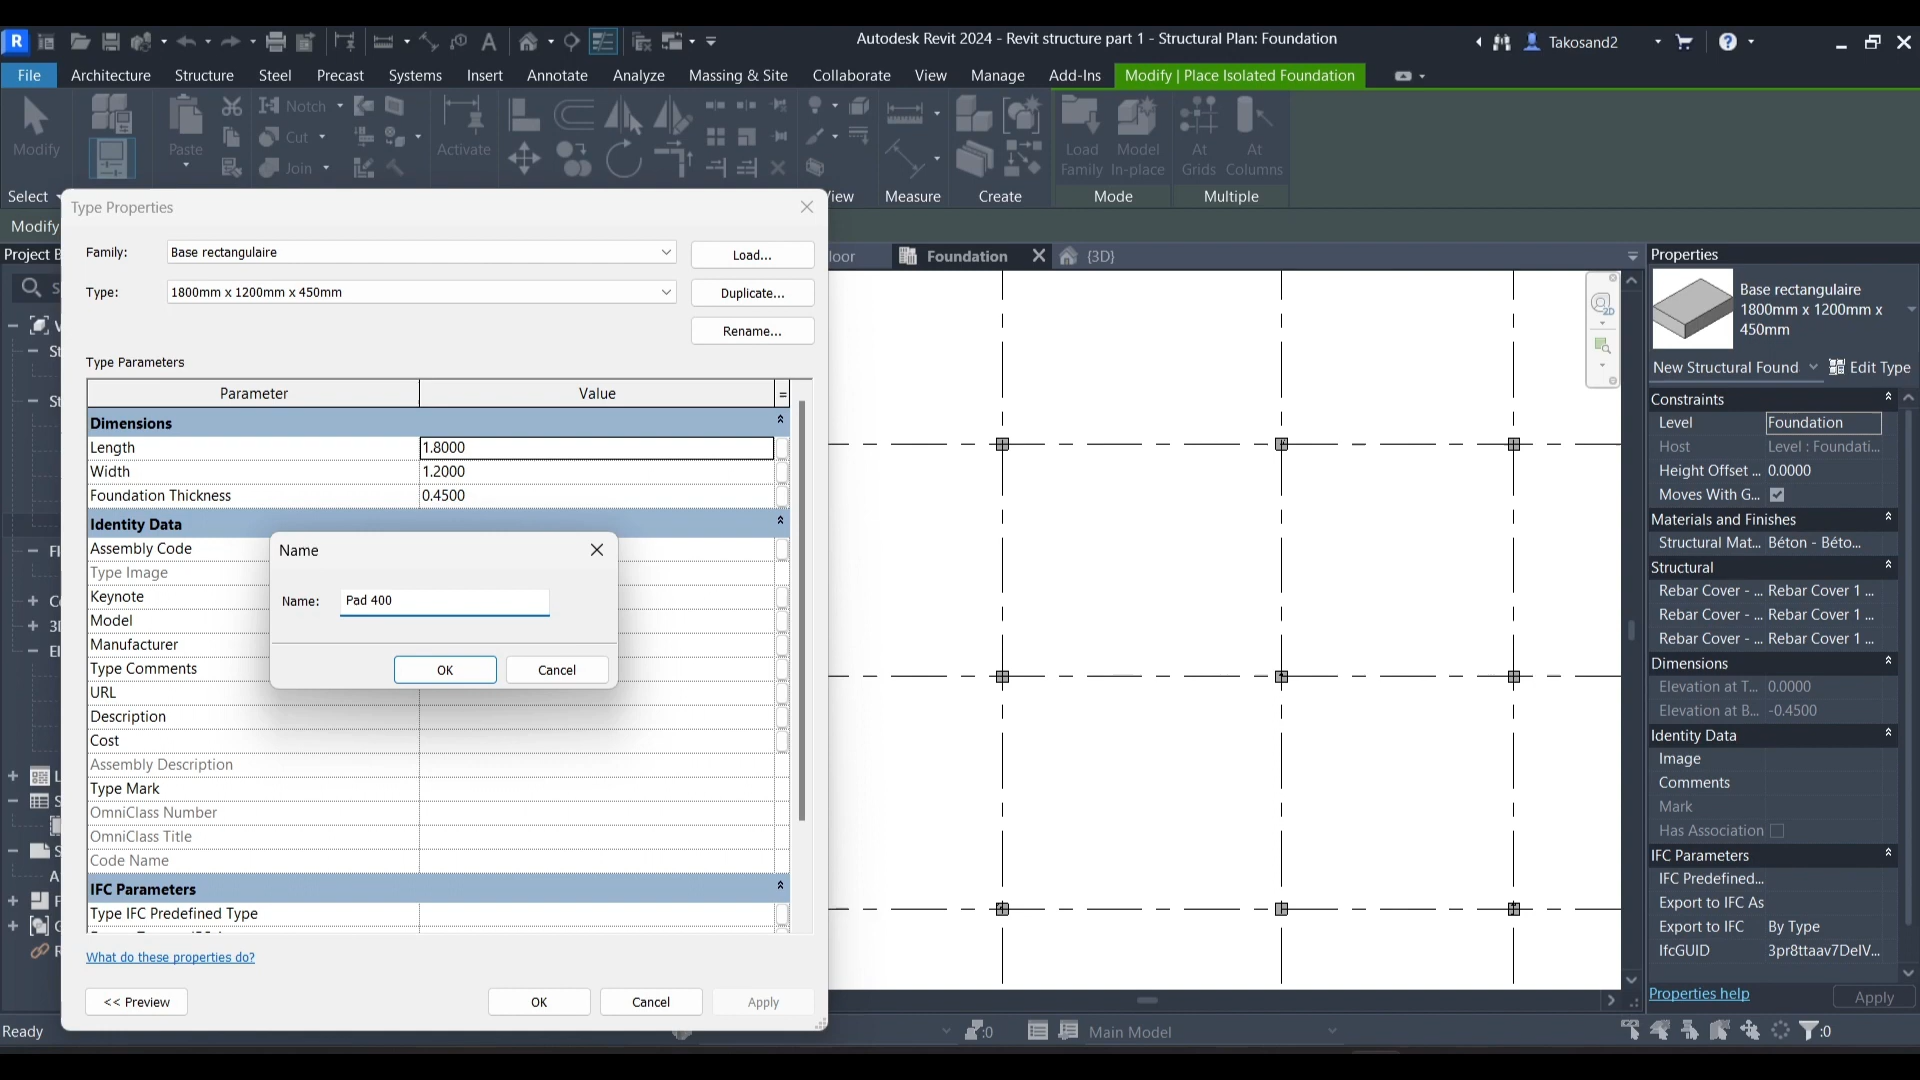 Autodesk Revit 2024 - Revit structure part 1 - Structural Plan: Foundation
Takosand2
File
Architecture
Structure
Steel
Precast
Systems
Insert
Annotate
Analyze
Massing & Site
Collaborate
View
Manage
Add-Ins
Modify | Place Isolated Foundation
Modify
Paste
Notch
Cut
Join
Activate
Load
Family
Model
In-place
At
Grids
At
Columns
Select
Measure
Create
Mode
Multiple
Modify
Project B
Foundation
{3D}
Type Properties
Family:
Base rectangulaire
Load...
Type:
1800mm x 1200mm x 450mm
Duplicate...
Rename...
Type Parameters
Parameter
Value
=
Dimensions
Length
1.8000
Width
1.2000
Foundation Thickness
0.4500
Identity Data
Assembly Code
Type Image
Keynote
Model
Manufacturer
Type Comments
URL
Description
Cost
Assembly Description
Type Mark
OmniClass Number
OmniClass Title
Code Name
IFC Parameters
Type IFC Predefined Type
What do these properties do?
<< Preview
OK
Cancel
Apply
Name
Name:
Pad 400
OK
Cancel
2D
Properties
Base rectangulaire
1800mm x 1200mm x
450mm
New Structural Found
Edit Type
Constraints
Level
Foundation
Host
Level : Foundati...
Height Offset ...
0.0000
Moves With G...
Materials and Finishes
Structural Mat...
Béton - Béto...
Structural
Rebar Cover - ...
Rebar Cover 1 ...
Rebar Cover - ...
Rebar Cover 1 ...
Rebar Cover - ...
Rebar Cover 1 ...
Dimensions
Elevation at T...
0.0000
Elevation at B...
-0.4500
Identity Data
Image
Comments
Mark
Has Association
IFC Parameters
IFC Predefined...
Export to IFC As
Export to IFC
By Type
IfcGUID
3pr8ttaav7DelV...
Properties help
Apply
Ready
:0
Main Model
:0